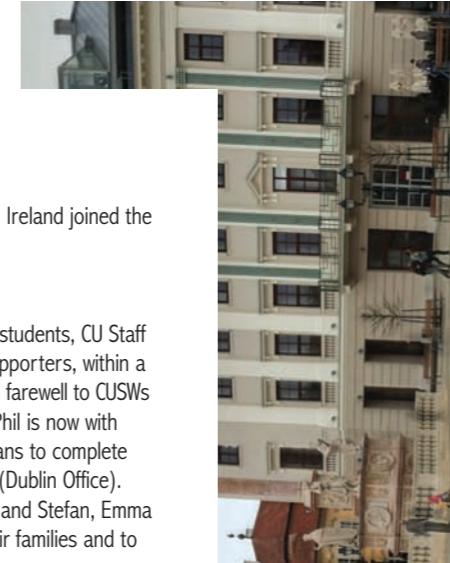 Ireland joined the
students, CU Staff
pporters, within a
farewell to CUSWs
Phil is now with
ans to complete
(Dublin Office).
and Stefan, Emma
ir families and to